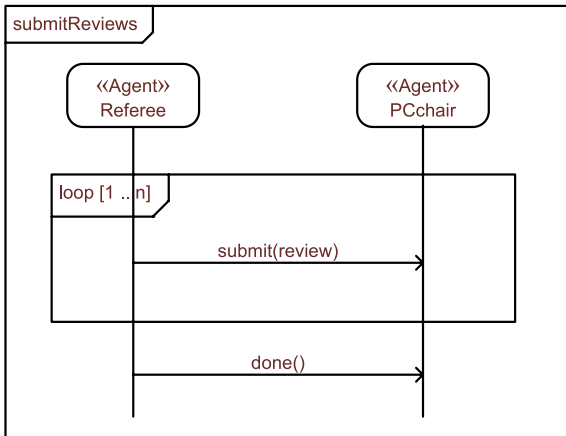 submitReviews
«Agent»
Referee
«Agent»
PCchair
loop [1 ...n]
submit(review)
done()